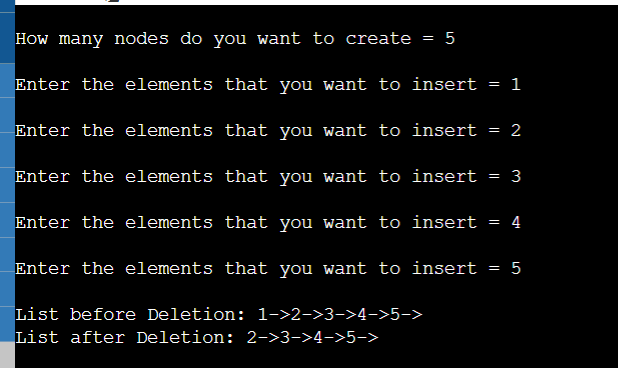 How many nodes do you want to create = 5
Enter the elements that you want to insert = 1
Enter the elements that you want to insert = 2
Enter the elements that you want to insert = 3
Enter the elements that you want to insert = 4
Enter the elements that you want to insert = 5
List before Deletion: 1->2->3->4->5->
List after Deletion: 2->3->4->5->